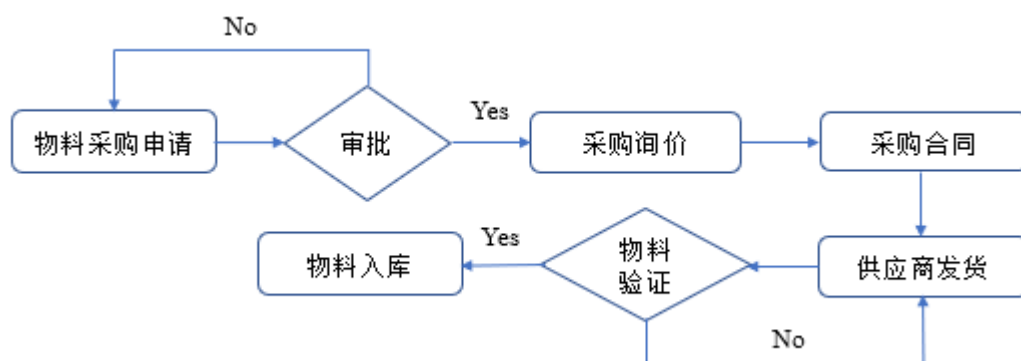 No
物料采购申请
审批
Yes
采购询价
采购合同
物料入库
Yes
物料
验证
供应商发货
No